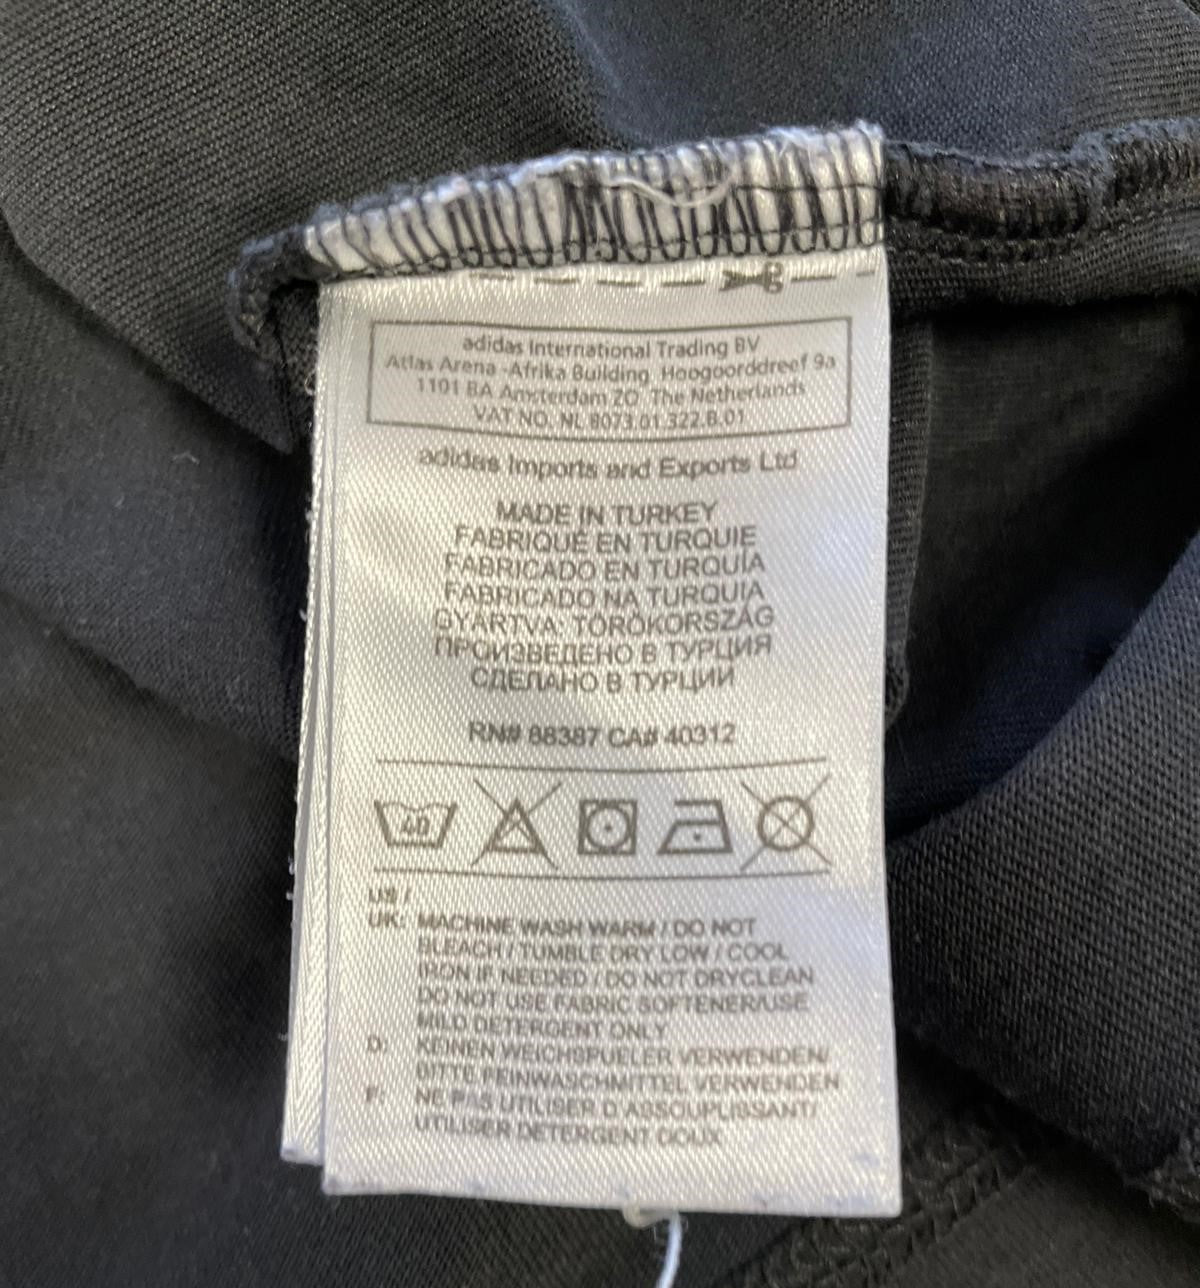 adidas International Trading BV
Atlas Arena -Afrika Building Hoogoorddreef 9a
1101 BA Amsterdam ZO The Netherlands
VAT NO. NL 8073.01.322.B.01
adidas Imports and Exports Ltd
MADE IN TURKEY
FABRIQUÉ EN TURQUIE
FABRICADO EN TURQUÍA
FABRICADO NA TURQUIA
GYÁRTVA: TÖRÖKORSZÁG
ПРОИЗВЕДЕНО В ТУРЦИЯ
СДЕЛАНО В ТУРЦИИ
RN# 88387 CA# 40312
40
US /
UK: MACHINE WASH WARM / DO NOT
BLEACH / TUMBLE DRY LOW / COOL
IRON IF NEEDED / DO NOT DRYCLEAN
DO NOT USE FABRIC SOFTENER/USE
MILD DETERGENT ONLY
D: KEINEN WEICHSPUELER VERWENDEN/
BITTE FEINWASCHMITTEL VERWENDEN
F: NE PAS UTILISER D'ASSOUPLISSANT/
UTILISER DETERGENT DOUX